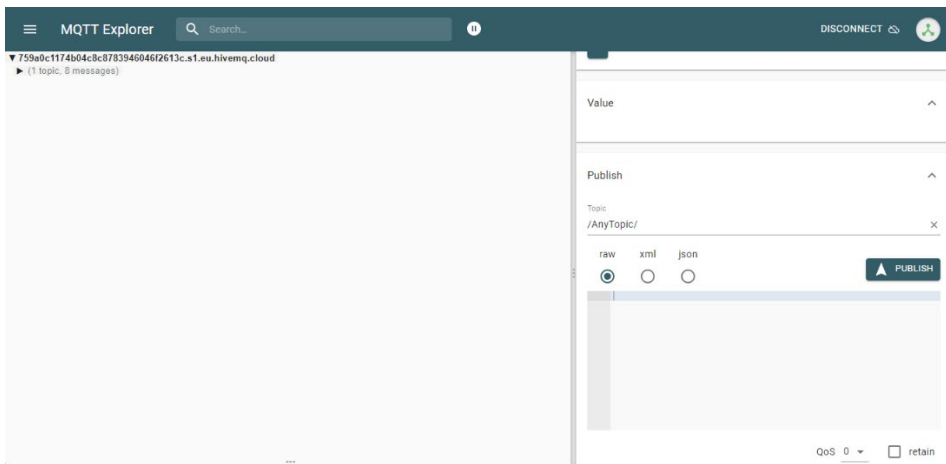 MQTT Explorer
Search...
DISCONNECT
▼ 759a0c1174b04c8c8783946046f2613c.s1.eu.hivemq.cloud
▶ (1 topic, 8 messages)
Value
Publish
Topic
/AnyTopic/
raw xml json
PUBLISH
QoS 0
retain